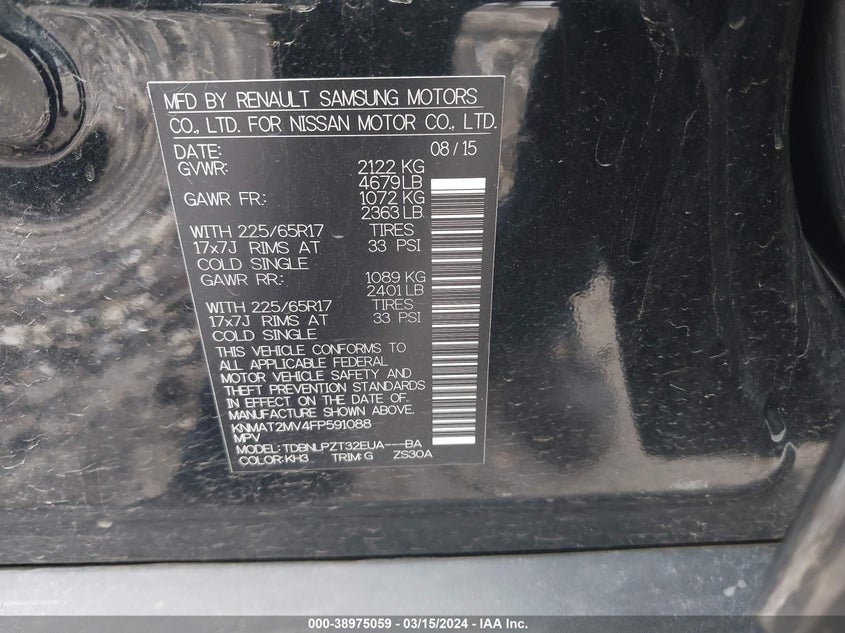 MFD BY RENAULT SAMSUNG MOTORS
CO., LTD. FOR NISSAN MOTOR CO., LTD.
DATE: 08/15
GVWR: 2122 KG
4679LB
GAWR FR: 1072 KG
2363 LB
WITH 225/65R17 TIRES
17x7J RIMS AT 33 PSI
COLD SINGLE
GAWR RR: 1089 KG
2401 LB
WITH 225/65R17 TIRES
17x7J RIMS AT 33 PSI
COLD SINGLE
THIS VEHICLE CONFORMS TO
ALL APPLICABLE FEDERAL
MOTOR VEHICLE SAFETY AND
THEFT PREVENTION STANDARDS
IN EFFECT ON THE DATE OF
MANUFACTURE SHOWN ABOVE.
KNMAT2MV4FP591088
MPV
MODEL: TDBNLPZT32EUA---BA
COLOR:KH3 TRIM:G ZS30A
000-38975059 - 03/15/2024 - IAA Inc.